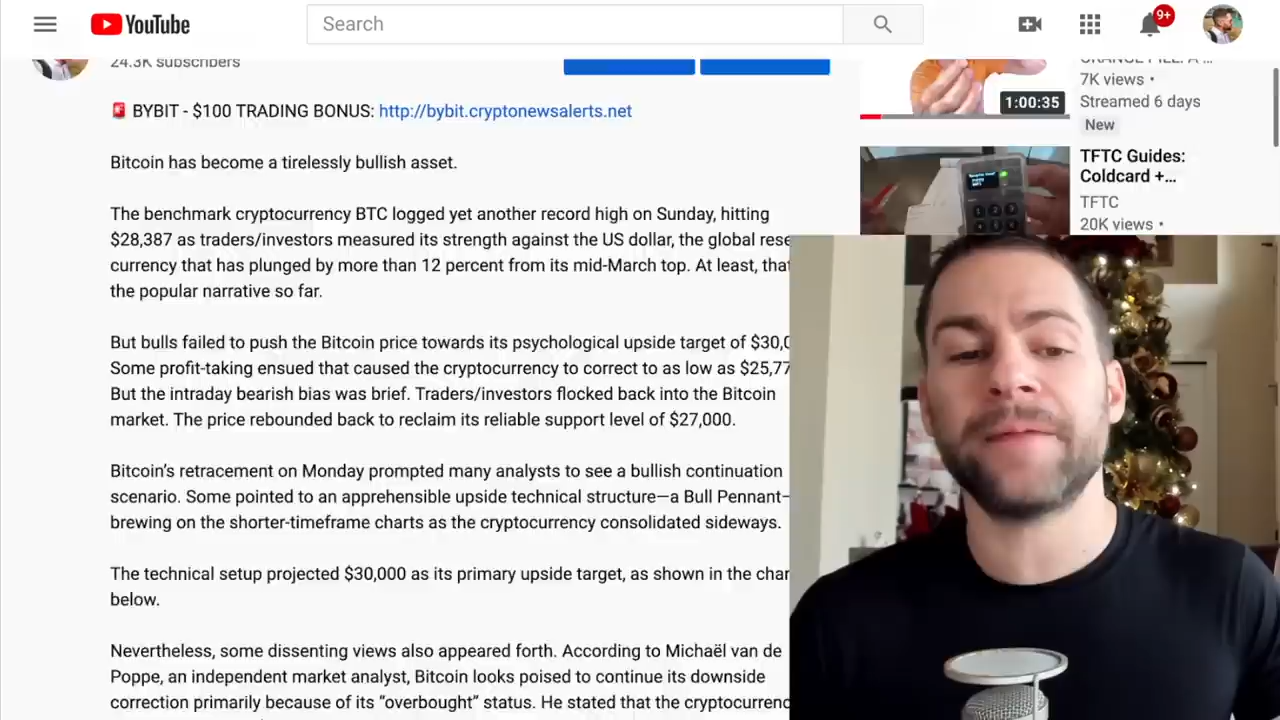 YouTube
Search
9+
24.3K subscribers
🚨 BYBIT - $100 TRADING BONUS: http://bybit.cryptonewsalerts.net
Bitcoin has become a tirelessly bullish asset.
The benchmark cryptocurrency BTC logged yet another record high on Sunday, hitting
$28,387 as traders/investors measured its strength against the US dollar, the global rese
currency that has plunged by more than 12 percent from its mid-March top. At least, that
the popular narrative so far.
But bulls failed to push the Bitcoin price towards its psychological upside target of $30,0
Some profit-taking ensued that caused the cryptocurrency to correct to as low as $25,77
But the intraday bearish bias was brief. Traders/investors flocked back into the Bitcoin
market. The price rebounded back to reclaim its reliable support level of $27,000.
Bitcoin’s retracement on Monday prompted many analysts to see a bullish continuation
scenario. Some pointed to an apprehensible upside technical structure—a Bull Pennant—
brewing on the shorter-timeframe charts as the cryptocurrency consolidated sideways.
The technical setup projected $30,000 as its primary upside target, as shown in the char
below.
Nevertheless, some dissenting views also appeared forth. According to Michaël van de
Poppe, an independent market analyst, Bitcoin looks poised to continue its downside
correction primarily because of its “overbought” status. He stated that the cryptocurrenc
1:00:35
ORANGE PILL: A ...
7K views •
Streamed 6 days
New
TFTC Guides:
Coldcard +...
TFTC
20K views •